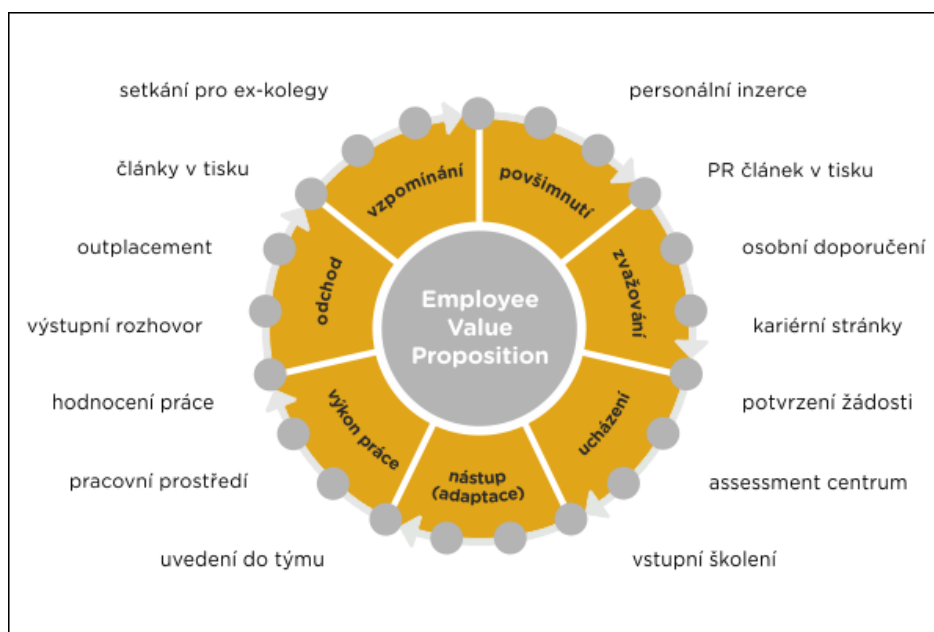 setkání pro ex-kolegy
personální inzerce
články v tisku
PR článek v tisku
vzpomínání
povšimnutí
outplacement
osobní doporučení
odchod
zvažování
Employee
Value
Proposition
výstupní rozhovor
kariérní stránky
hodnocení práce
potvrzení žádosti
výkon práce
ucházení
nástup
(adaptace)
pracovní prostředí
assessment centrum
uvedení do týmu
vstupní školení